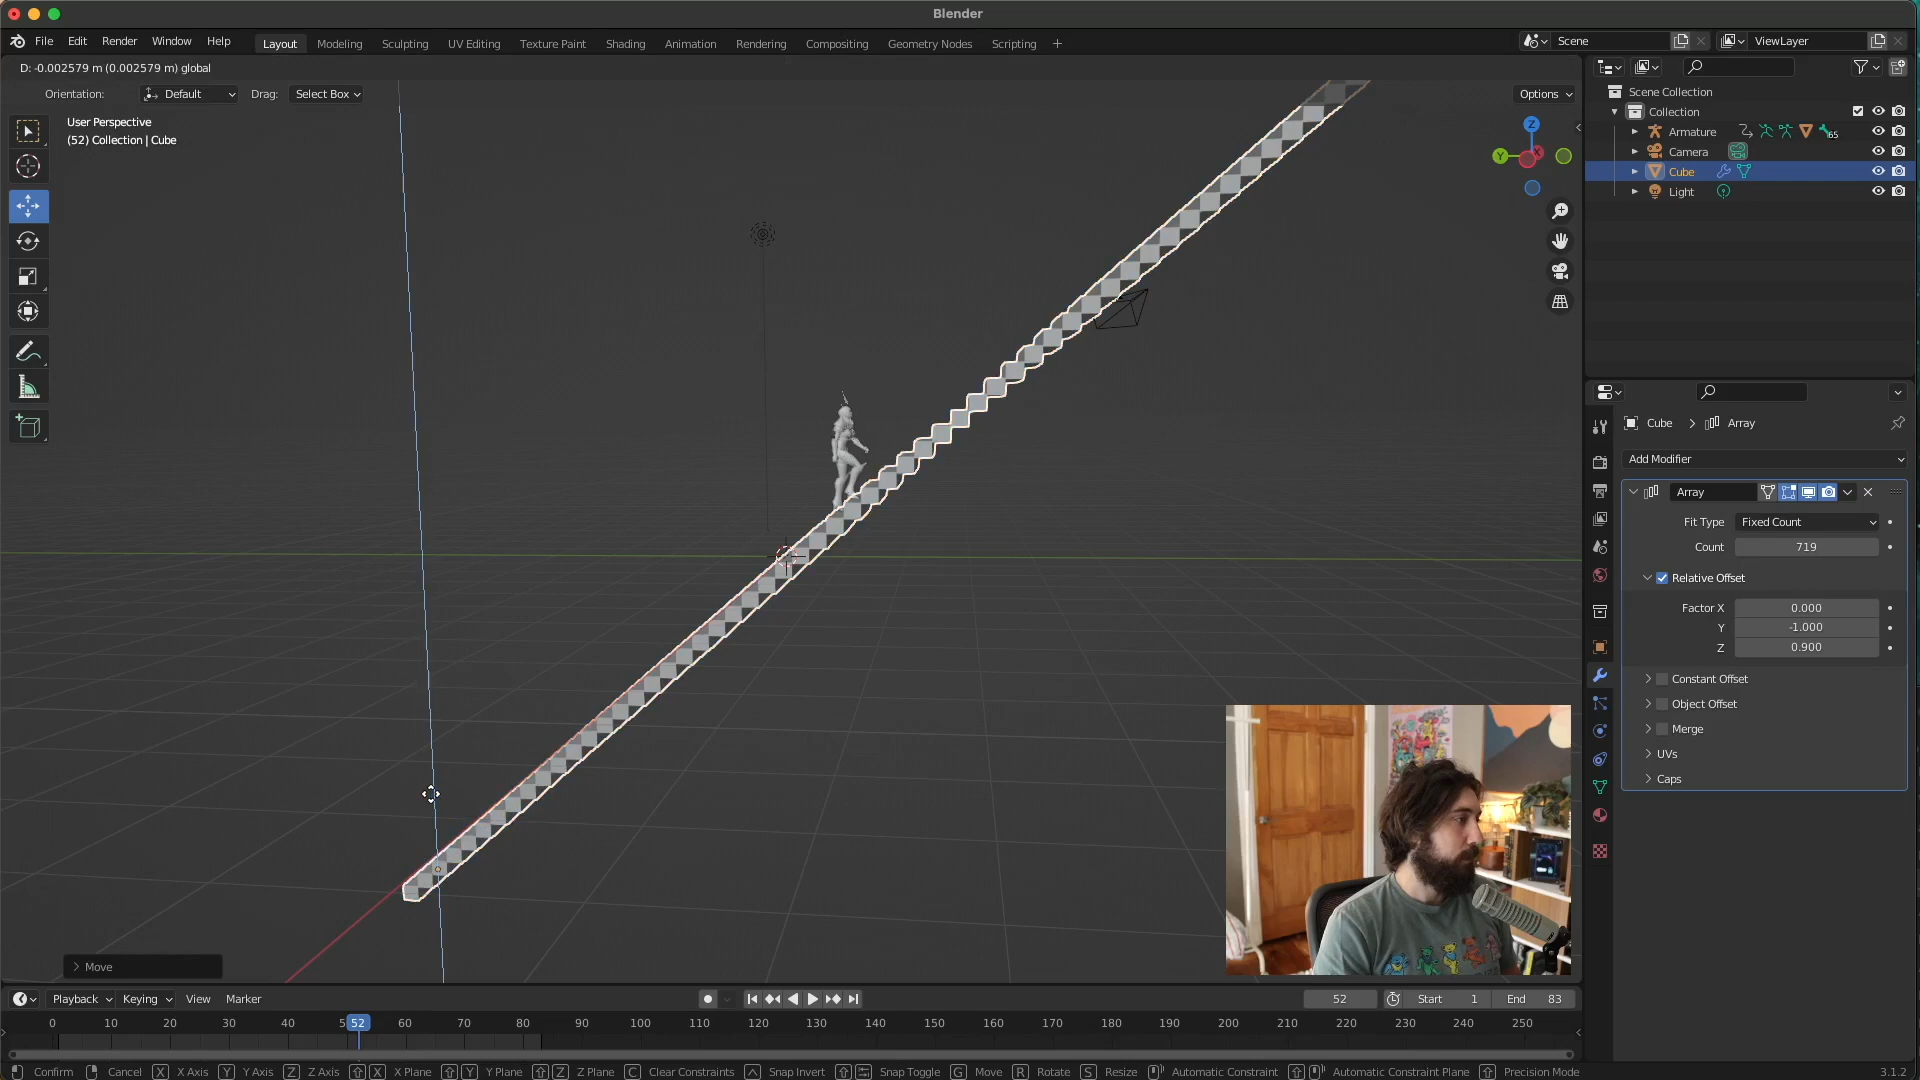 Blender
File Edit Render Window Help
Layout Modeling Sculpting UV Editing Texture Paint Shading Animation Rendering Compositing Geometry Nodes Scripting +
Scene
ViewLayer
D: -0.002579 m (0.002579 m) global
Orientation: Default Drag: Select Box
Options
User Perspective
(52) Collection | Cube
Z
Y
X
Scene Collection
Collection
Armature 65
Camera
Cube
Light
Cube > Array
Add Modifier
Array
Fit Type Fixed Count
Count 719
Relative Offset
Factor X 0.000
Y -1.000
Z 0.900
Constant Offset
Object Offset
Merge
UVs
Caps
Move
Playback Keying View Marker
52 Start 1 End 83
0 10 20 30 40 5 52 60 70 80 90 100 110 120 130 140 150 160 170 180 190 200 210 220 230 240 250
Confirm Cancel X X Axis Y Y Axis Z Z Axis X X Plane Y Y Plane Z Z Plane C Clear Constraints Snap Invert Snap Toggle G Move R Rotate S Resize Automatic Constraint Automatic Constraint Plane Precision Mode 3.1.2